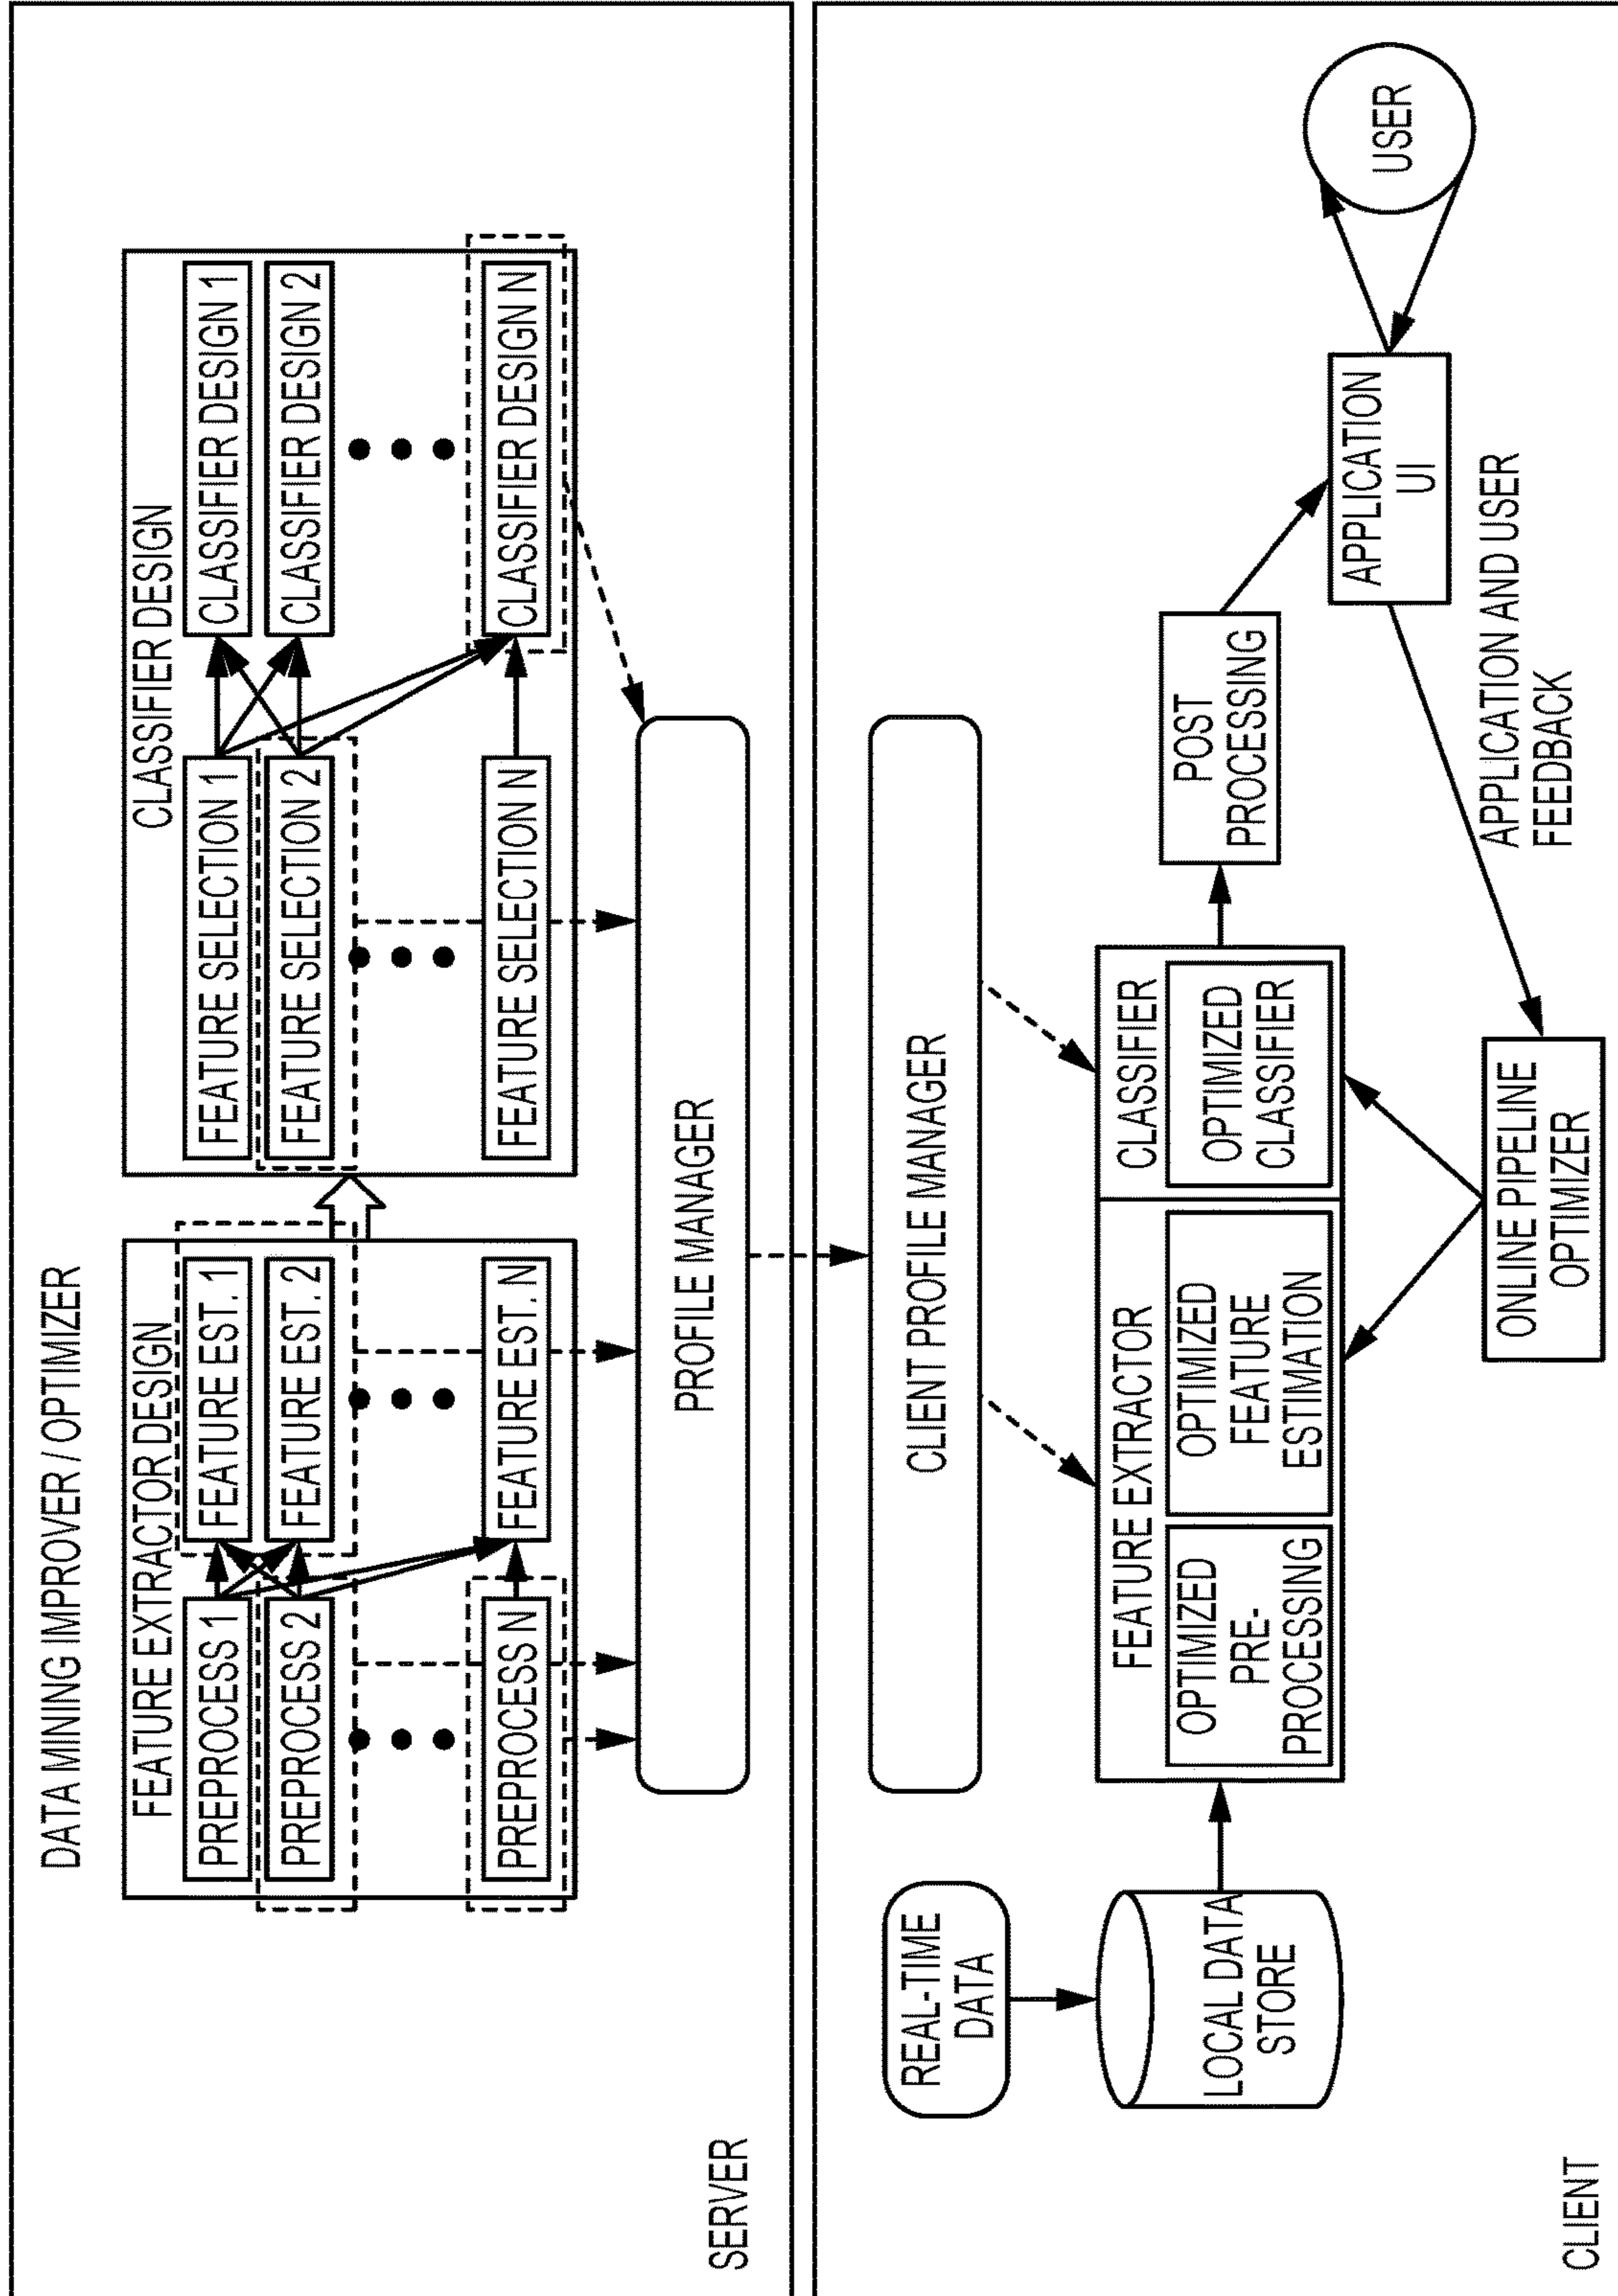 DATA MINING IMPROVER / OPTIMIZER
FEATURE EXTRACTOR DESIGN
PREPROCESS 1
FEATURE EST. 1
PREPROCESS 2
FEATURE EST. 2
PREPROCESS N
FEATURE EST. N
CLASSIFIER DESIGN
FEATURE SELECTION 1
CLASSIFIER DESIGN 1
FEATURE SELECTION 2
CLASSIFIER DESIGN 2
FEATURE SELECTION N
CLASSIFIER DESIGN N
PROFILE MANAGER
SERVER
CLIENT PROFILE MANAGER
REAL-TIME
DATA
LOCAL DATA
STORE
FEATURE EXTRACTOR
OPTIMIZED
PRE-
PROCESSING
OPTIMIZED
FEATURE
ESTIMATION
CLASSIFIER
OPTIMIZED
CLASSIFIER
POST
PROCESSING
APPLICATION
UI
USER
APPLICATION AND USER
FEEDBACK
ONLINE PIPELINE
OPTIMIZER
CLIENT